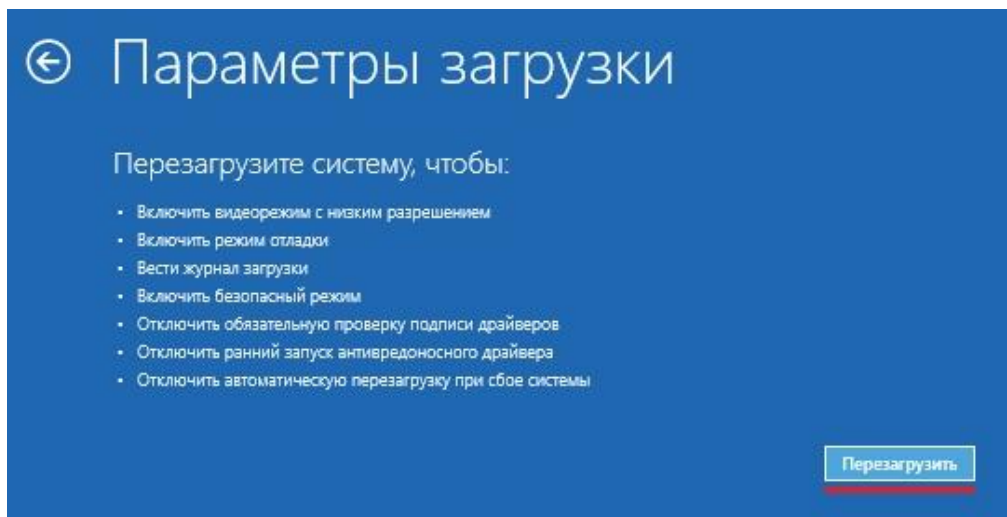 Параметры загрузки
Перезагрузите систему, чтобы:
• Включить видеорежим с низким разрешением
• Включить режим отладки
• Вести журнал загрузки
• Включить безопасный режим
• Отключить обязательную проверку подписи драйверов
• Отключить ранний запуск антивредоносного драйвера
• Отключить автоматическую перезагрузку при сбое системы
Перезагрузить